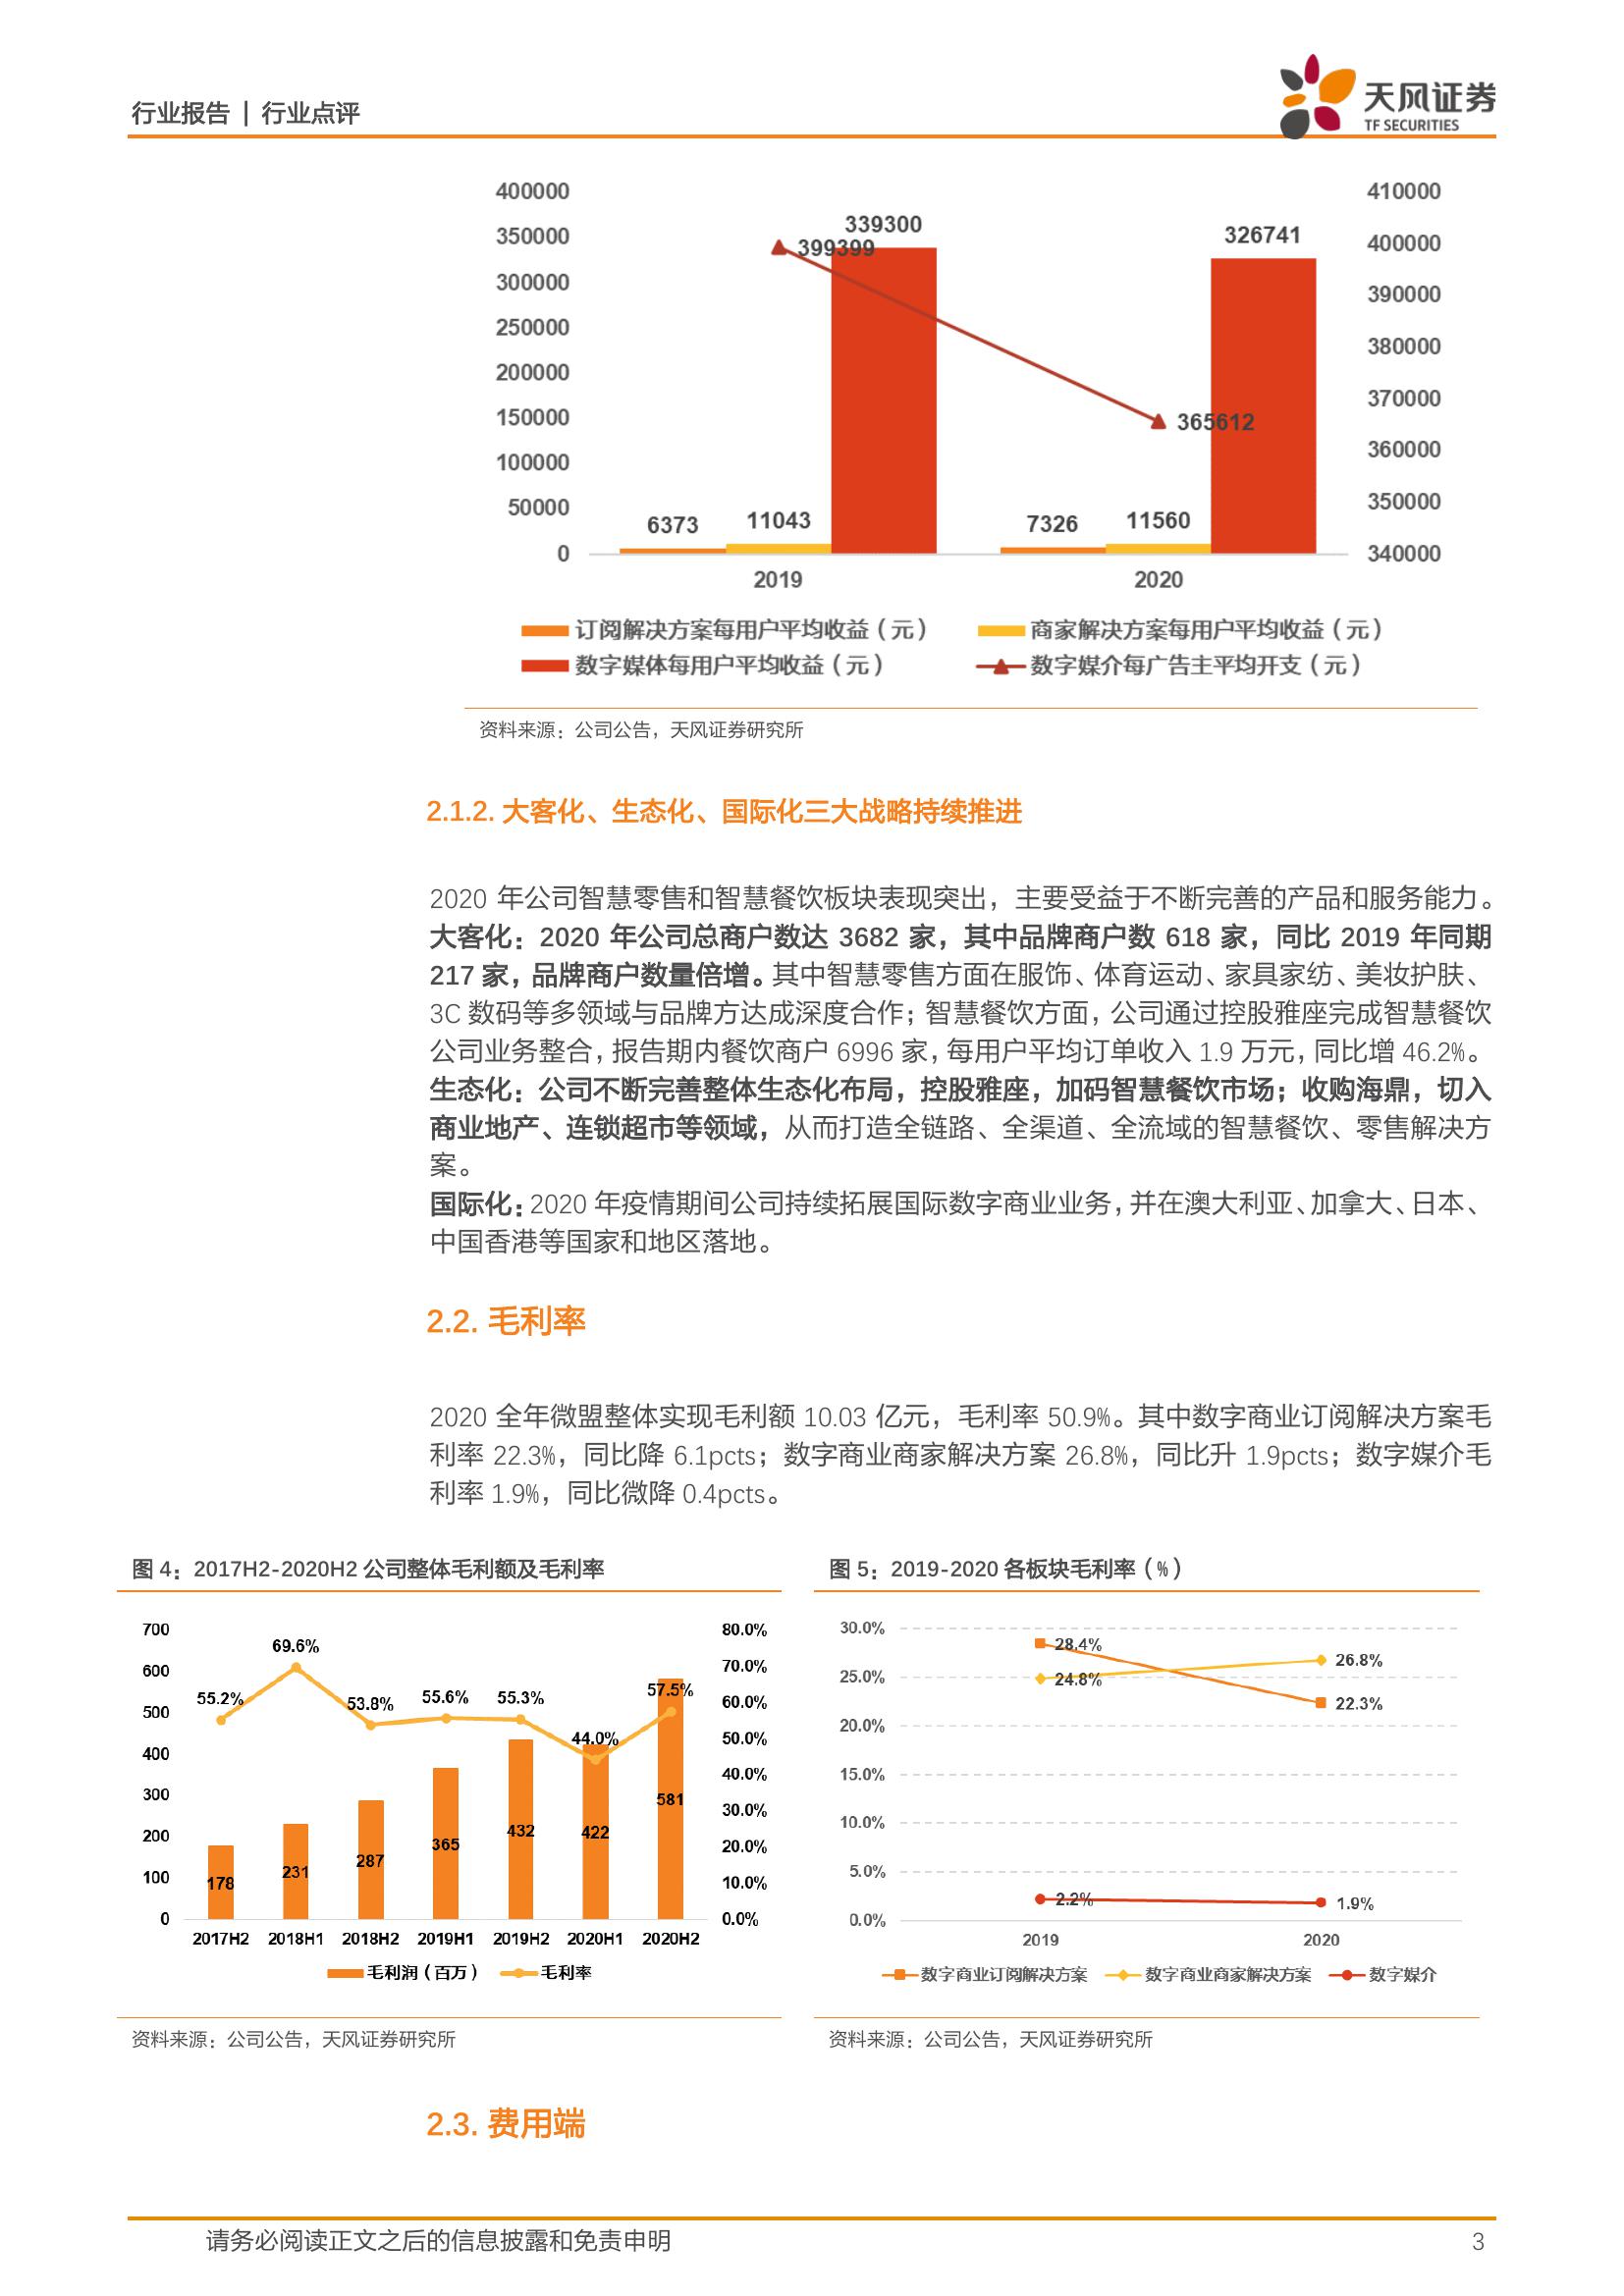 行业报告 | 行业点评
天风证券
TF SECURITIES
400000
350000
300000
250000
200000
150000
100000
50000
0
410000
400000
390000
380000
370000
360000
350000
340000
399399
339300
326741
365612
6373
11043
7326
11560
2019
2020
订阅解决方案每用户平均收益（元）
商家解决方案每用户平均收益（元）
数字媒体每用户平均收益（元）
数字媒介每广告主平均开支（元）
资料来源：公司公告，天风证券研究所
2.1.2. 大客化、生态化、国际化三大战略持续推进
2020 年公司智慧零售和智慧餐饮板块表现突出，主要受益于不断完善的产品和服务能力。
大客化：2020 年公司总商户数达 3682 家，其中品牌商户数 618 家，同比 2019 年同期
217 家，品牌商户数量倍增。其中智慧零售方面在服饰、体育运动、家具家纺、美妆护肤、
3C 数码等多领域与品牌方达成深度合作；智慧餐饮方面，公司通过控股雅座完成智慧餐饮
公司业务整合，报告期内餐饮商户 6996 家，每用户平均订单收入 1.9 万元，同比增 46.2%。
生态化：公司不断完善整体生态化布局，控股雅座，加码智慧餐饮市场；收购海鼎，切入
商业地产、连锁超市等领域，从而打造全链路、全渠道、全流域的智慧餐饮、零售解决方
案。
国际化：2020 年疫情期间公司持续拓展国际数字商业业务，并在澳大利亚、加拿大、日本、
中国香港等国家和地区落地。
2.2. 毛利率
2020 全年微盟整体实现毛利额 10.03 亿元，毛利率 50.9%。其中数字商业订阅解决方案毛
利率 22.3%，同比降 6.1pcts；数字商业商家解决方案 26.8%，同比升 1.9pcts；数字媒介毛
利率 1.9%，同比微降 0.4pcts。
图 4：2017H2-2020H2 公司整体毛利额及毛利率
700
600
500
400
300
200
100
0
80.0%
70.0%
60.0%
50.0%
40.0%
30.0%
20.0%
10.0%
0.0%
55.2%
69.6%
53.8%
55.6%
55.3%
44.0%
57.5%
178
231
287
365
432
422
581
2017H2
2018H1
2018H2
2019H1
2019H2
2020H1
2020H2
毛利润（百万）
毛利率
资料来源：公司公告，天风证券研究所
图 5：2019-2020 各板块毛利率（%）
30.0%
25.0%
20.0%
15.0%
10.0%
5.0%
0.0%
28.4%
24.8%
26.8%
22.3%
2.2%
1.9%
2019
2020
数字商业订阅解决方案
数字商业商家解决方案
数字媒介
资料来源：公司公告，天风证券研究所
2.3. 费用端
请务必阅读正文之后的信息披露和免责申明
3